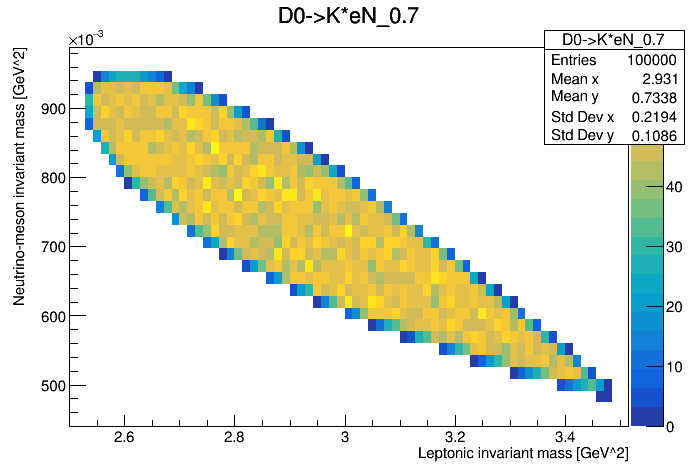 D0->K*eN_0.7
×10⁻³
D0->K*eN_0.7
Entries 100000
Mean x 2.931
Mean y 0.7338
Std Dev x 0.2194
Std Dev y 0.1086
Neutrino-meson invariant mass [GeV^2]
900
800
700
600
500
30
20
10
0
2.6 2.8 3 3.2 3.4
Leptonic invariant mass [GeV^2]